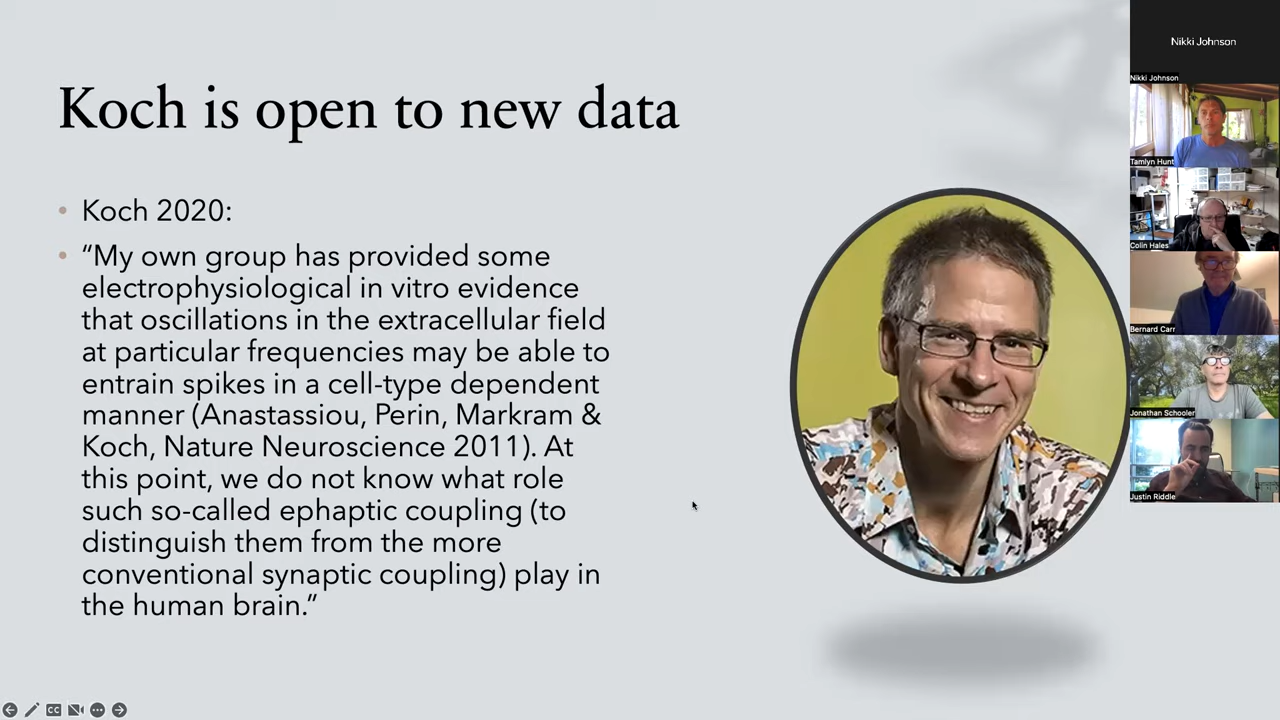 Koch is open to new data
• Koch 2020:
• “My own group has provided some
electrophysiological in vitro evidence
that oscillations in the extracellular field
at particular frequencies may be able to
entrain spikes in a cell-type dependent
manner (Anastassiou, Perin, Markram &
Koch, Nature Neuroscience 2011). At
this point, we do not know what role
such so-called ephaptic coupling (to
distinguish them from the more
conventional synaptic coupling) play in
the human brain.”
Nikki Johnson
Nikki Johnson
Tamlyn Hunt
Colin Hales
Bernard Carr
Jonathan Schooler
Justin Riddle
CC